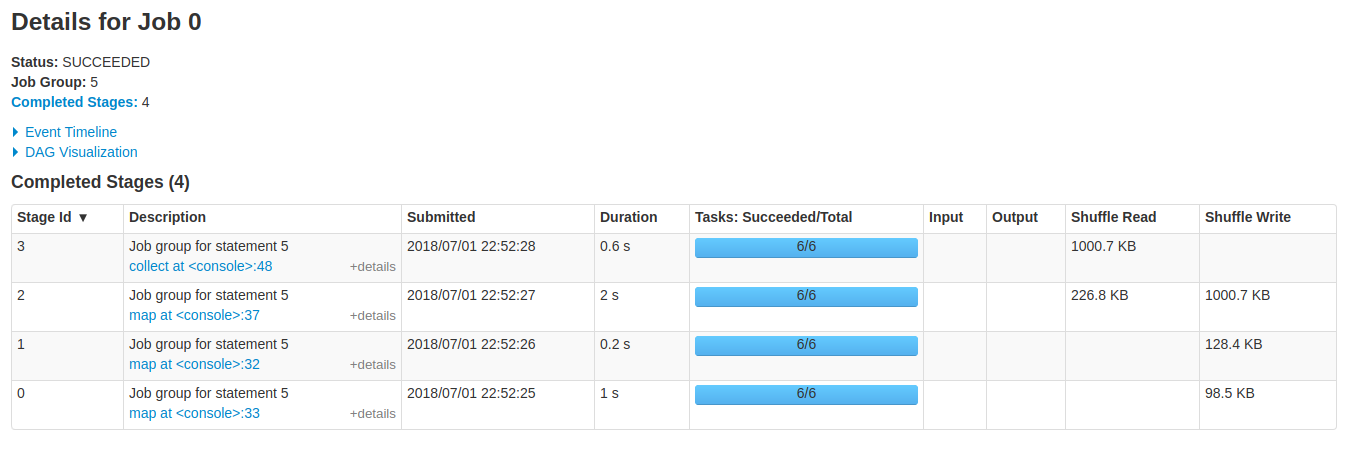 Details for Job 0
Status: SUCCEEDED
Job Group: 5
Completed Stages: 4
Event Timeline
DAG Visualization
Completed Stages (4)
Stage Id ▼ Description Submitted Duration Tasks: Succeeded/Total Input Output Shuffle Read Shuffle Write
3 Job group for statement 5 2018/07/01 22:52:28 0.6 s 6/6 1000.7 KB
collect at <console>:48 +details
2 Job group for statement 5 2018/07/01 22:52:27 2 s 6/6 226.8 KB 1000.7 KB
map at <console>:37 +details
1 Job group for statement 5 2018/07/01 22:52:26 0.2 s 6/6 128.4 KB
map at <console>:32 +details
0 Job group for statement 5 2018/07/01 22:52:25 1 s 6/6 98.5 KB
map at <console>:33 +details